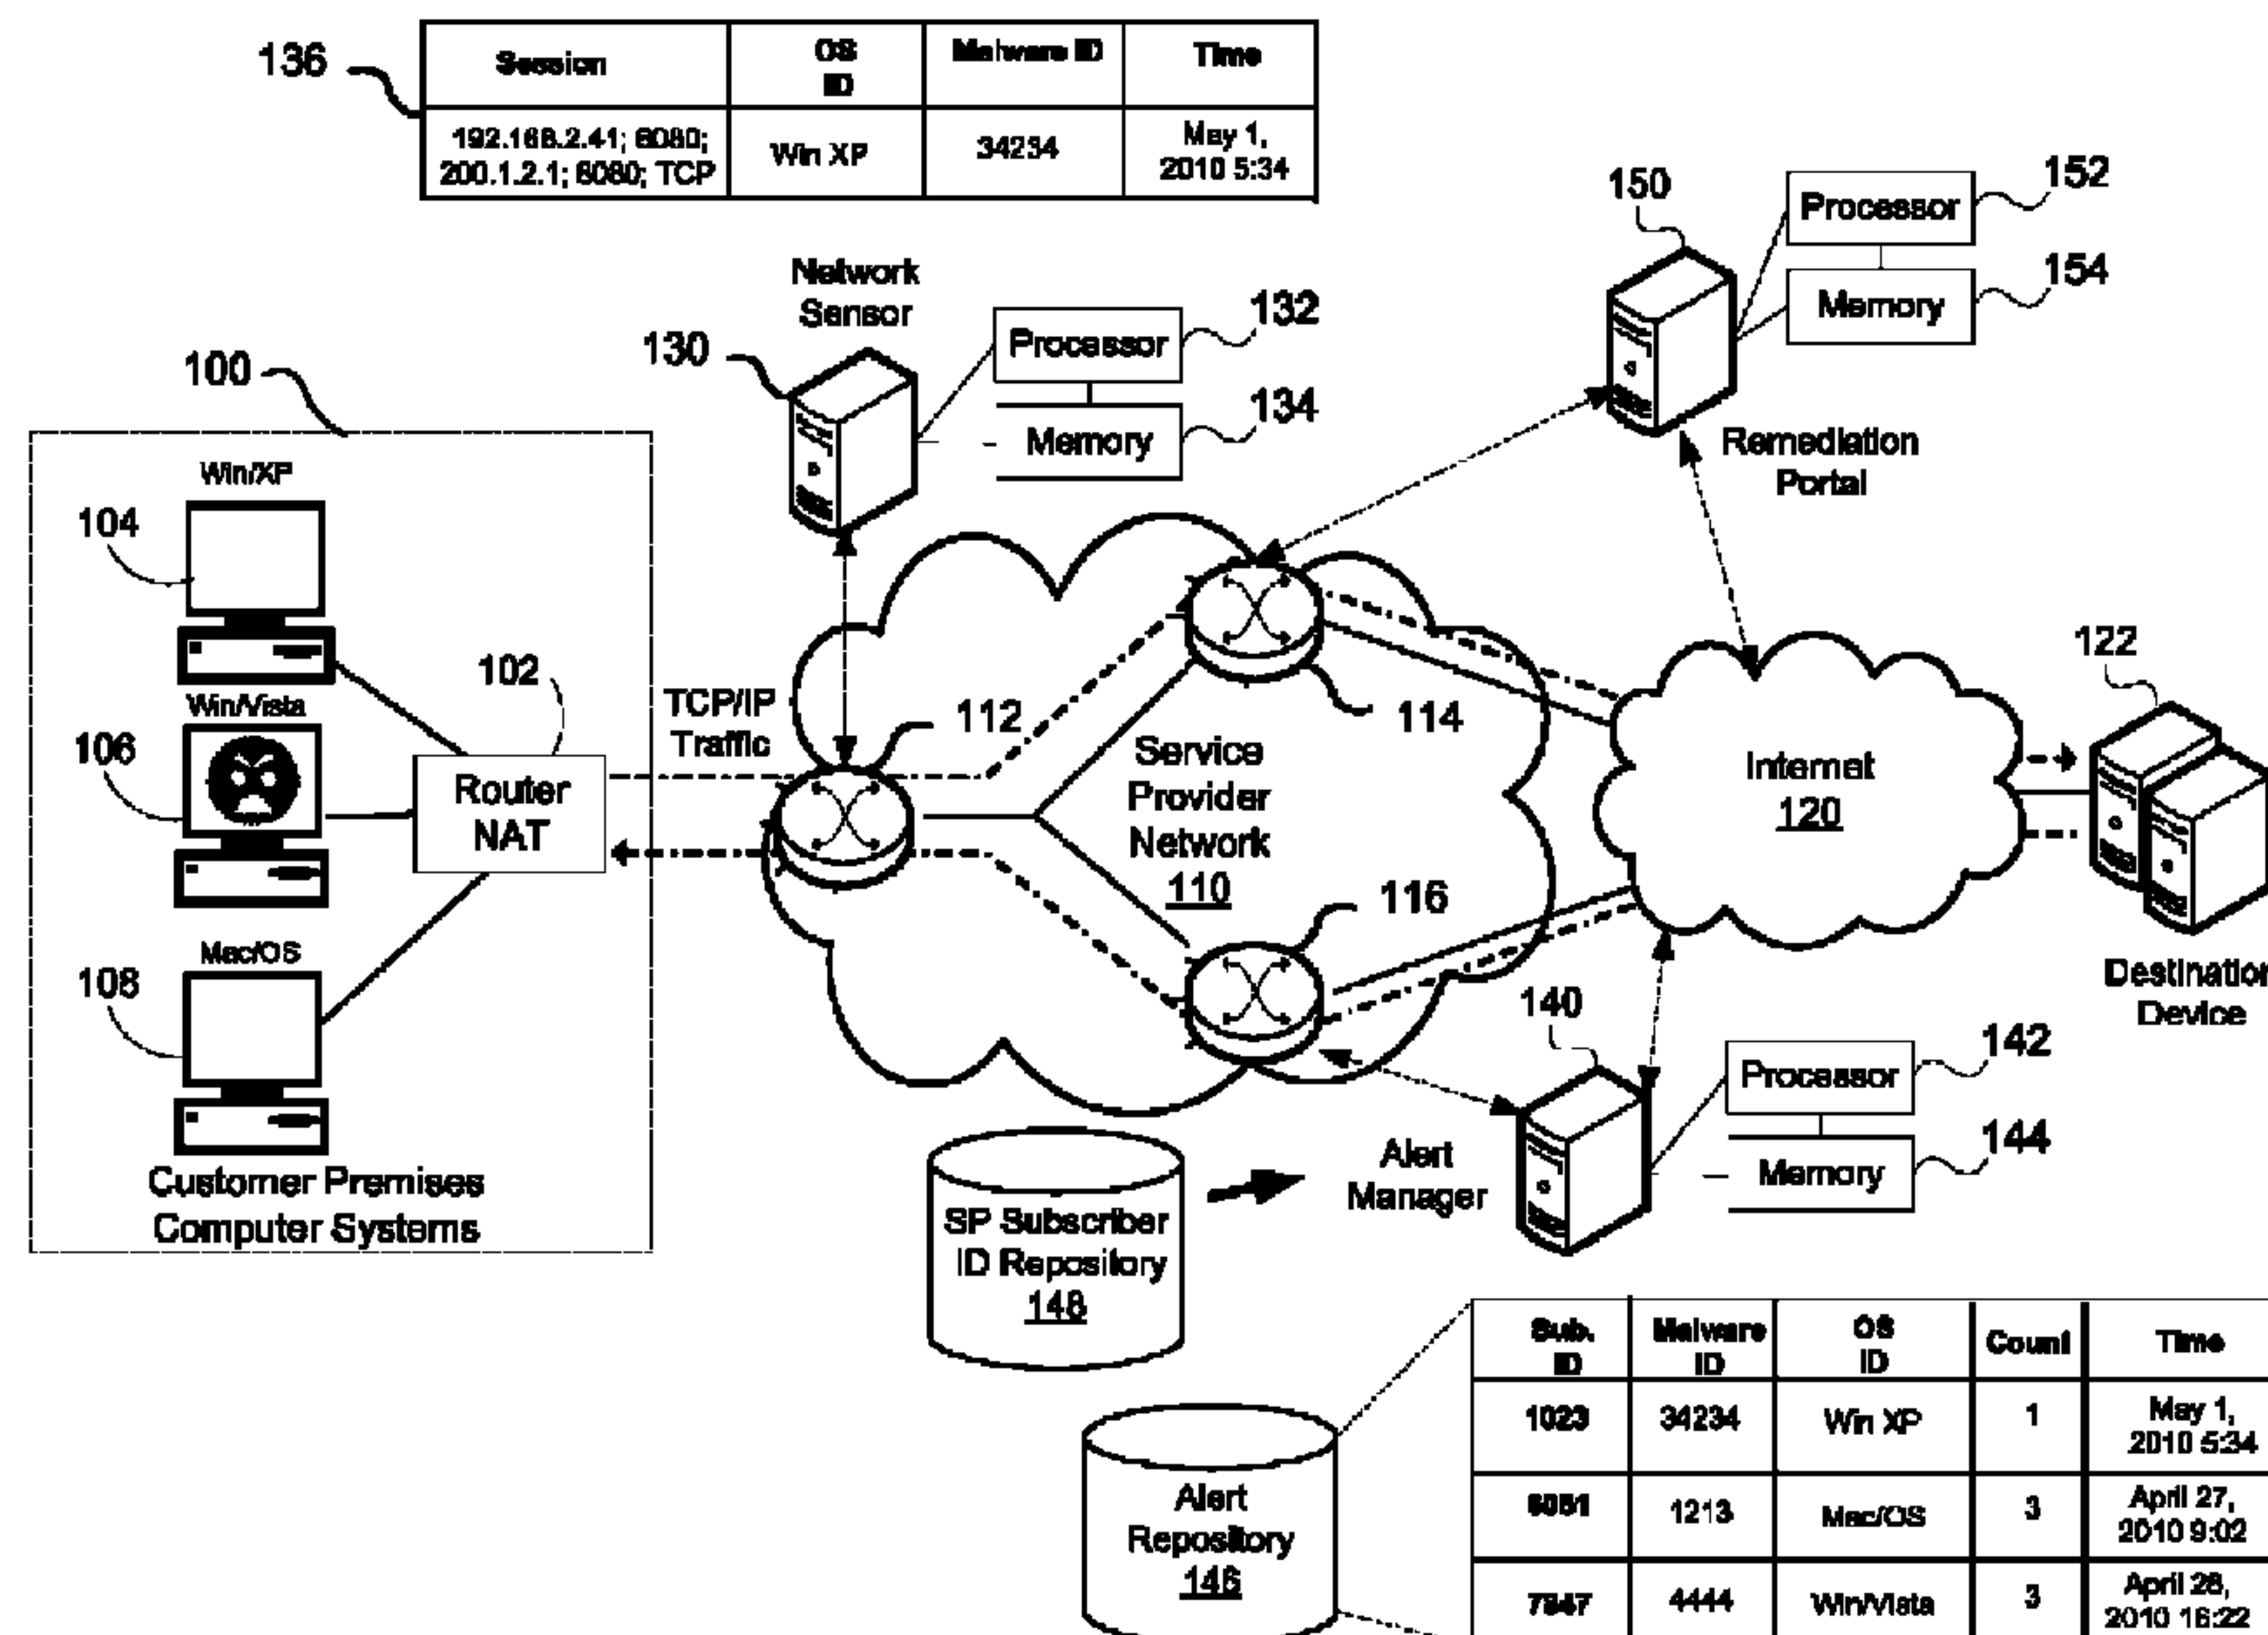 136
Session
OS
ID
Malware ID
Time
192.168.2.41; 6080;
200.1.2.1; 8080; TCP
Win XP
34234
May 1,
2010 5:34
150
Processor
152
Memory
154
Remediation
Portal
Network
Sensor
130
Processor
132
Memory
134
100
Win/XP
104
Win/Vista
106
102
Router
NAT
Mac/OS
108
Customer Premises
Computer Systems
TCP/IP
Traffic
112
114
Service
Provider
Network
110
116
Internet
120
122
Destination
Device
140
Alert
Manager
Processor
142
Memory
144
SP Subscriber
ID Repository
148
Alert
Repository
146
Sub.
ID
Malware
ID
OS
ID
Count
Time
1023
34234
Win XP
1
May 1,
2010 5:34
1213
Mac/OS
3
April 27,
2010 9:02
4444
Win/Vista
3
April 28,
2010 16:22